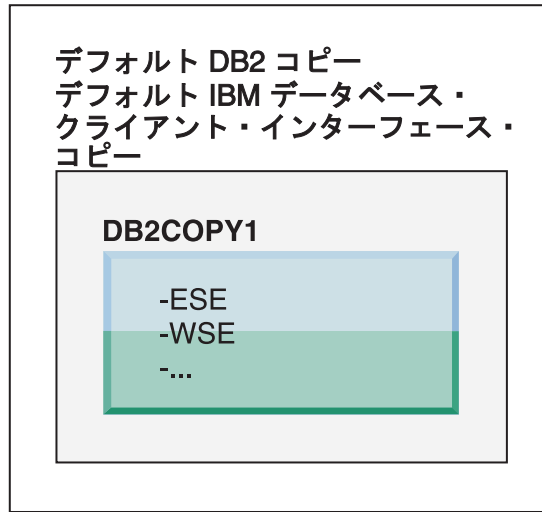 デフォルト DB2 コピー
デフォルト IBM データベース・
クライアント・インターフェース・
コピー
DB2COPY1
-ESE
-WSE
-...